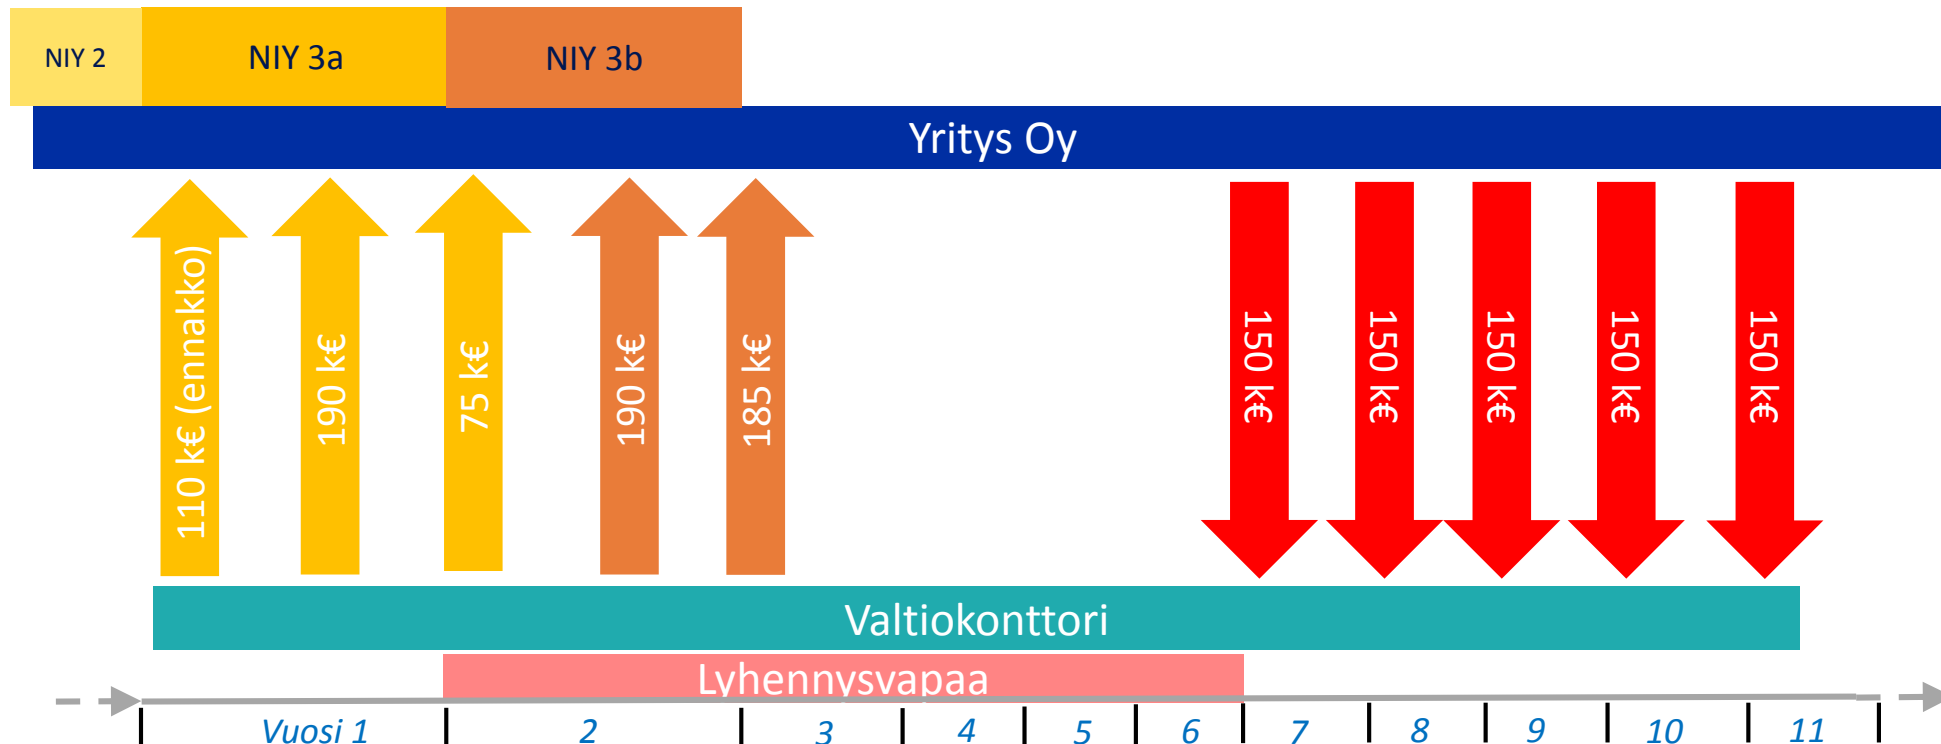 NIY 2
NIY 3a
NIY 3b
Yritys Oy
110 k€ (ennakko)
190 k€
75 k€
190 k€
185 k€
150 k€
150 k€
150 k€
150 k€
150 k€
Valtiokonttori
Lyhennysvapaa
Vuosi 1
2
3
4
5
6
7
8
9
10
11